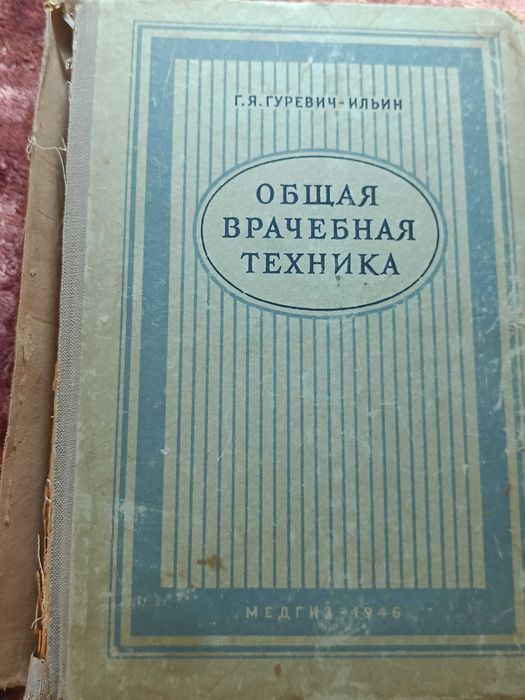 Г. Я. ГУРЕВИЧ-ИЛЬИН
ОБЩАЯ
ВРАЧЕБНАЯ
ТЕХНИКА
МЕДГИЗ-1946